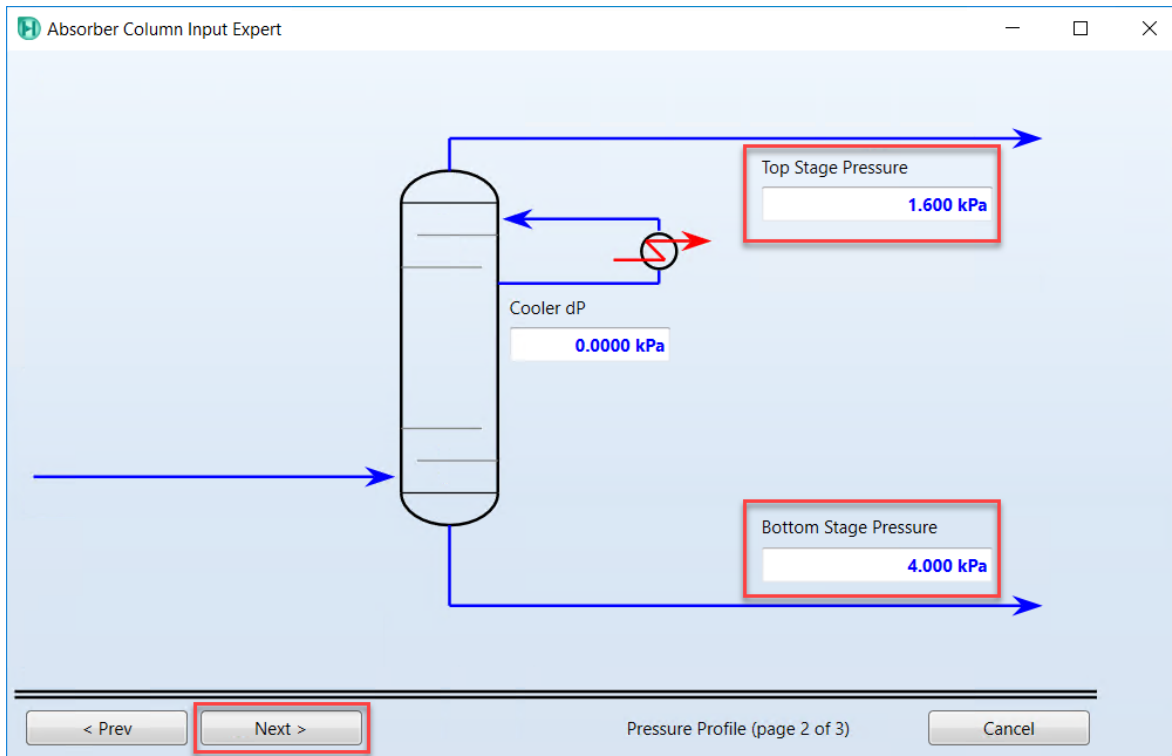 Absorber Column Input Expert
Top Stage Pressure
1.600 kPa
Cooler dP
0.0000 kPa
Bottom Stage Pressure
4.000 kPa
< Prev
Next >
Pressure Profile (page 2 of 3)
Cancel